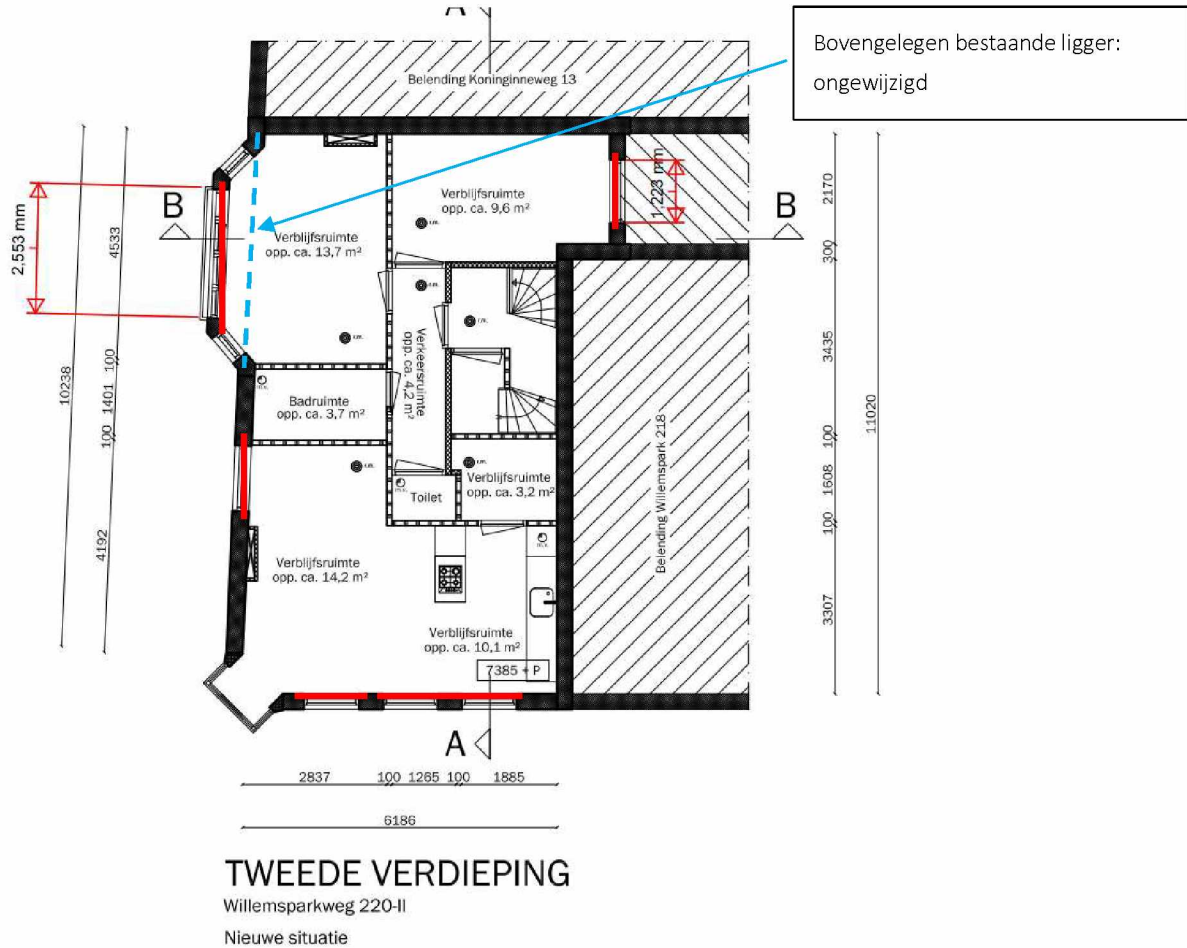 A
Bovengelegen bestaande ligger:
ongewijzigd
Belending Koninginneweg 13
2,553 mm
B
10238
4533
100
1401
100
4192
Verblijfsruimte
opp. ca. 13,7 m²
Verblijfsruimte
opp. ca. 9,6 m²
1,223 mm
B
2170
300
3435
100
1608
100
3307
11020
Verkeersruimte
opp. ca. 4,2 m²
Badruimte
opp. ca. 3,7 m²
Verblijfsruimte
opp. ca. 3,2 m²
Toilet
Belending Willemspark 218
Verblijfsruimte
opp. ca. 14,2 m²
Verblijfsruimte
opp. ca. 10,1 m²
7385 + P
A
2837 100 1265 100 1885
6186
TWEEDE VERDIEPING
Willemsparkweg 220-II
Nieuwe situatie